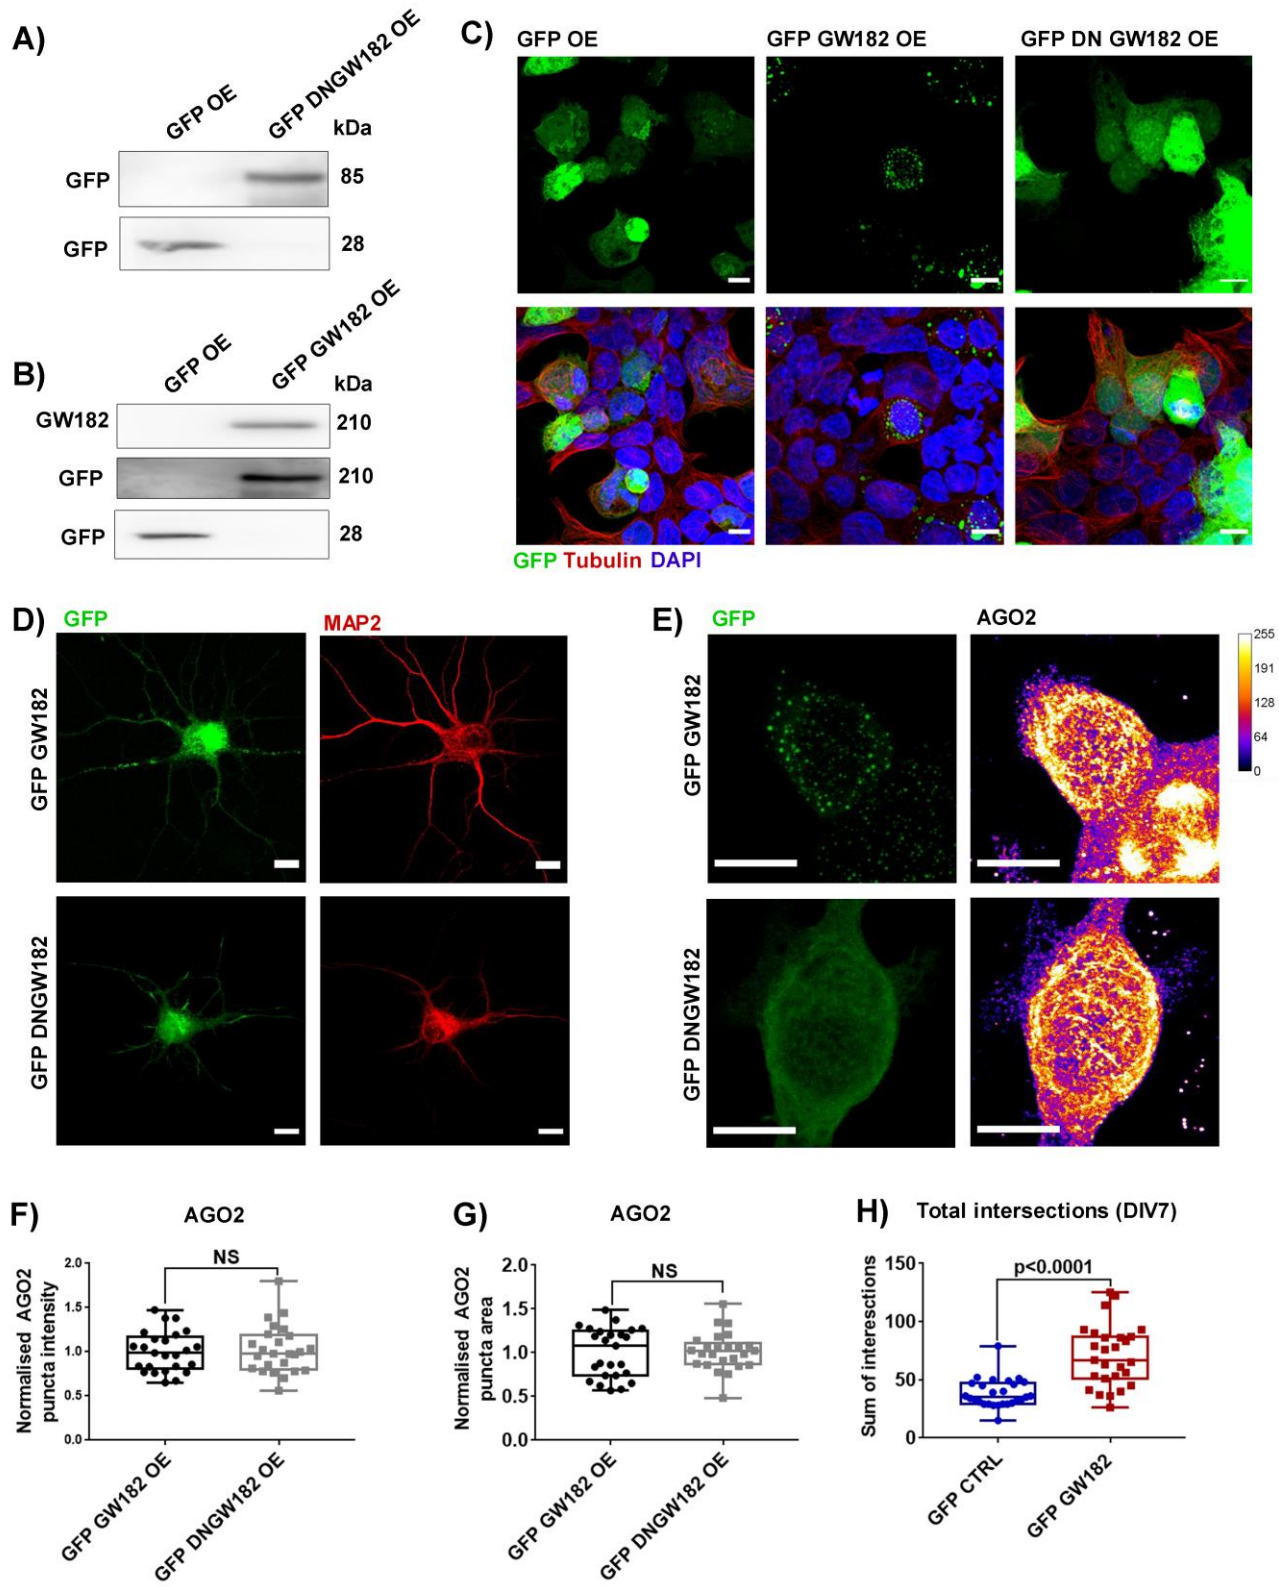 A)
GFP OE
GFP DNGW182 OE
kDa
GFP
85
GFP
28
B)
GFP OE
GFP GW182 OE
kDa
GW182
210
GFP
210
GFP
28
C)
GFP OE
GFP GW182 OE
GFP DN GW182 OE
GFP Tubulin DAPI
D)
GFP
MAP2
GFP GW182
GFP DNGW182
E)
GFP
AGO2
GFP GW182
GFP DNGW182
255
191
128
64
0
F)
AGO2
NS
Normalised AGO2
puncta intensity
2.0
1.5
1.0
0.5
0.0
GFP GW182 OE
GFP DNGW182 OE
G)
AGO2
NS
Normalised AGO2
puncta area
2.0
1.5
1.0
0.5
0.0
GFP GW182 OE
GFP DNGW182 OE
H)
Total intersections (DIV7)
p<0.0001
Sum of interesctions
150
100
50
0
GFP CTRL
GFP GW182